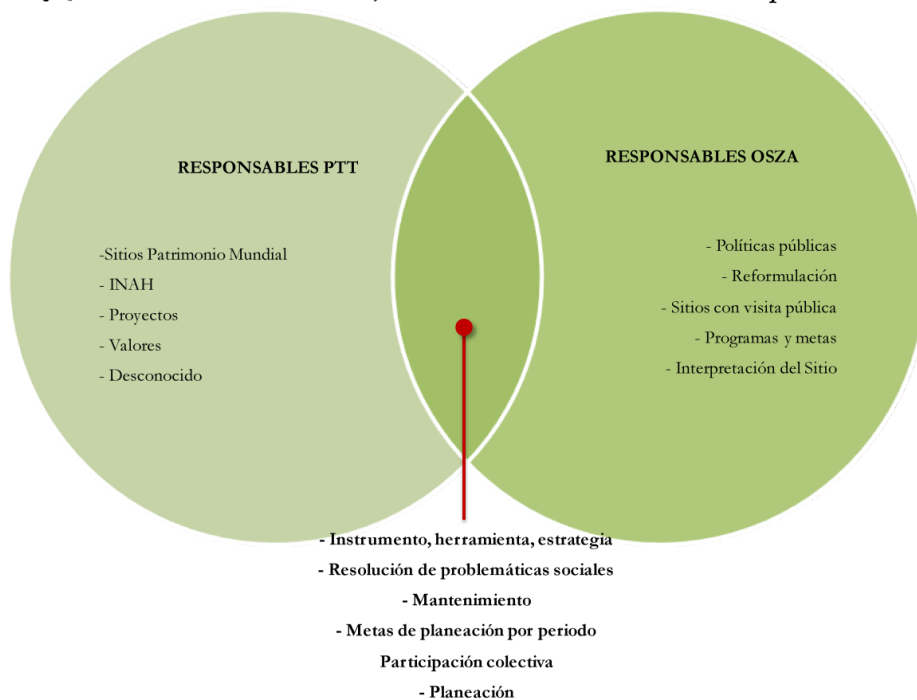 RESPONSABLES PTT
-Sitios Patrimonio Mundial
- INAH
- Proyectos
- Valores
- Desconocido
RESPONSABLES OSZA
- Políticas públicas
- Reformulación
- Sitios con visita pública
- Programas y metas
- Interpretación del Sitio
- Instrumento, herramienta, estrategia
- Resolución de problemáticas sociales
- Mantenimiento
- Metas de planeación por periodo
Participación colectiva
- Planeación